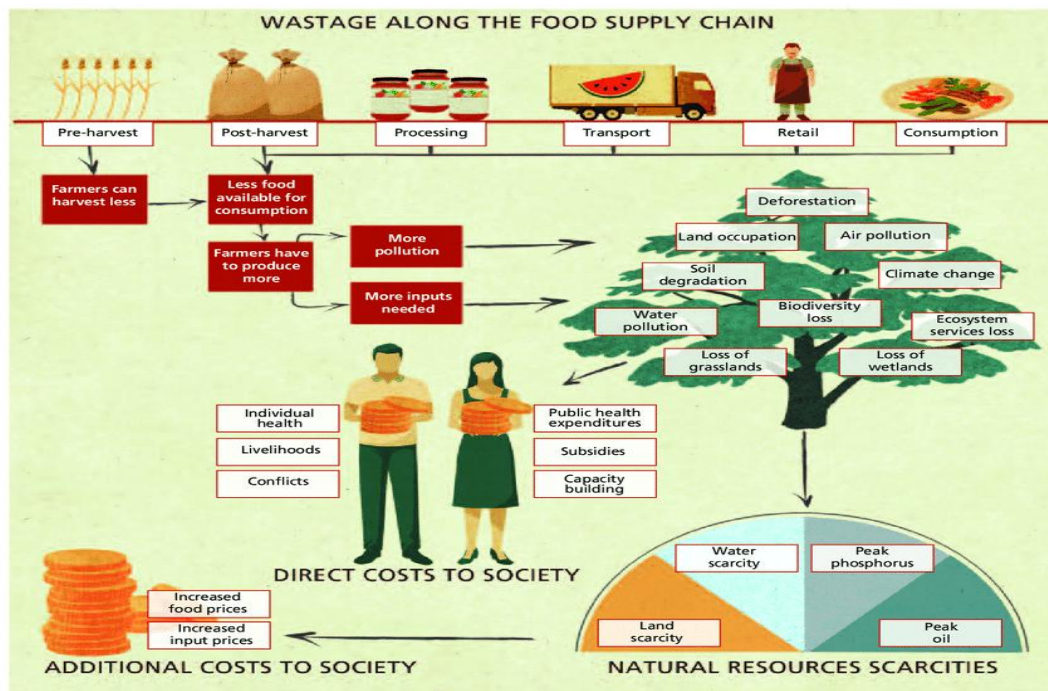 WASTAGE ALONG THE FOOD SUPPLY CHAIN
Pre-harvest
Post-harvest
Processing
Transport
Retail
Consumption
Farmers can
harvest less
Less food
available for
consumption
Farmers have
to produce
more
More
pollution
More inputs
needed
Deforestation
Land occupation
Air pollution
Soil
degradation
Climate change
Biodiversity
loss
Water
pollution
Ecosystem
services loss
Loss of
grasslands
Loss of
wetlands
Individual
health
Livelihoods
Conflicts
Public health
expenditures
Subsidies
Capacity
building
DIRECT COSTS TO SOCIETY
Water
scarcity
Peak
phosphorus
Land
scarcity
Peak
oil
NATURAL RESOURCES SCARCITIES
Increased
food prices
Increased
input prices
ADDITIONAL COSTS TO SOCIETY